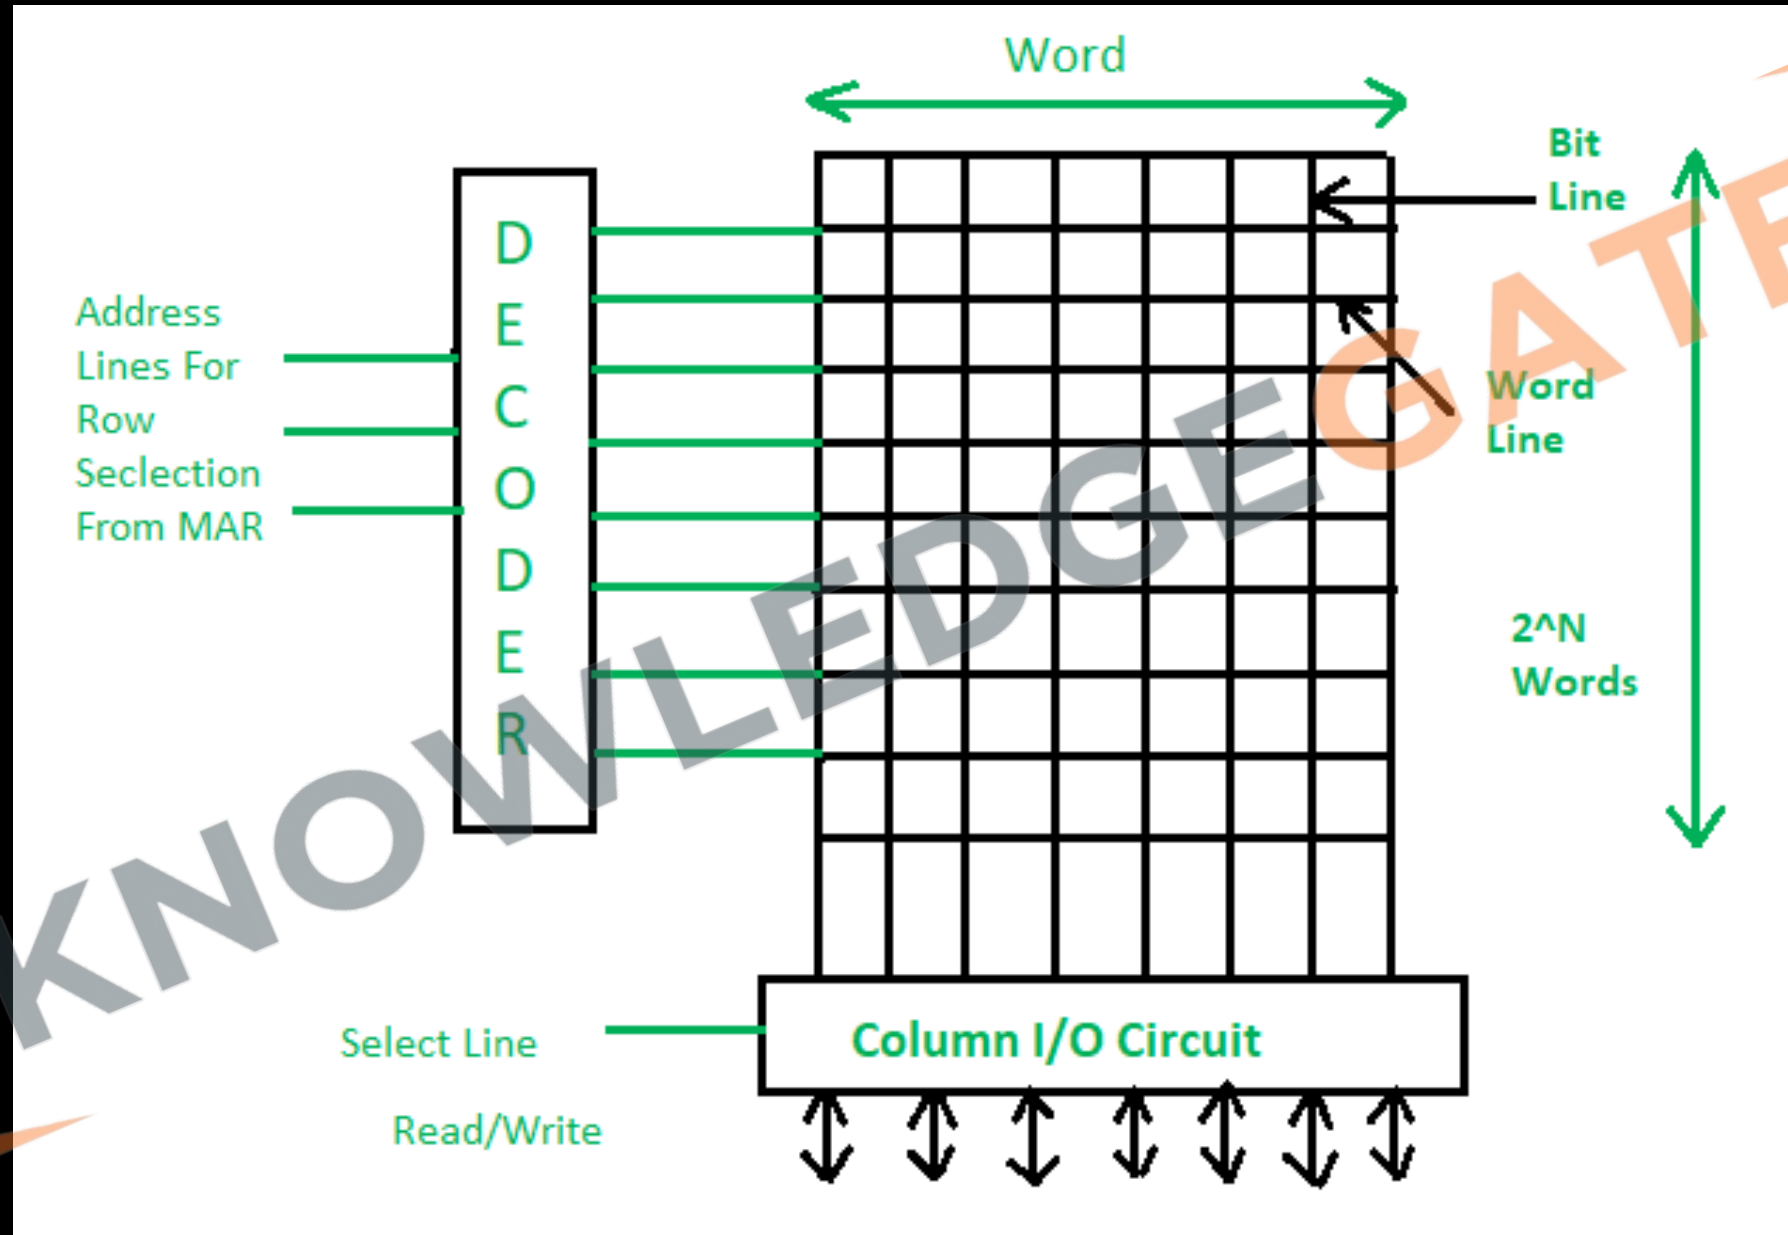 Word
Bit
Line
D
E
C
O
D
E
R
Address
Lines For
Row
Seclection
From MAR
Word
Line
2^N
Words
Select Line
Column I/O Circuit
Read/Write
KNOWLEDGEGATE